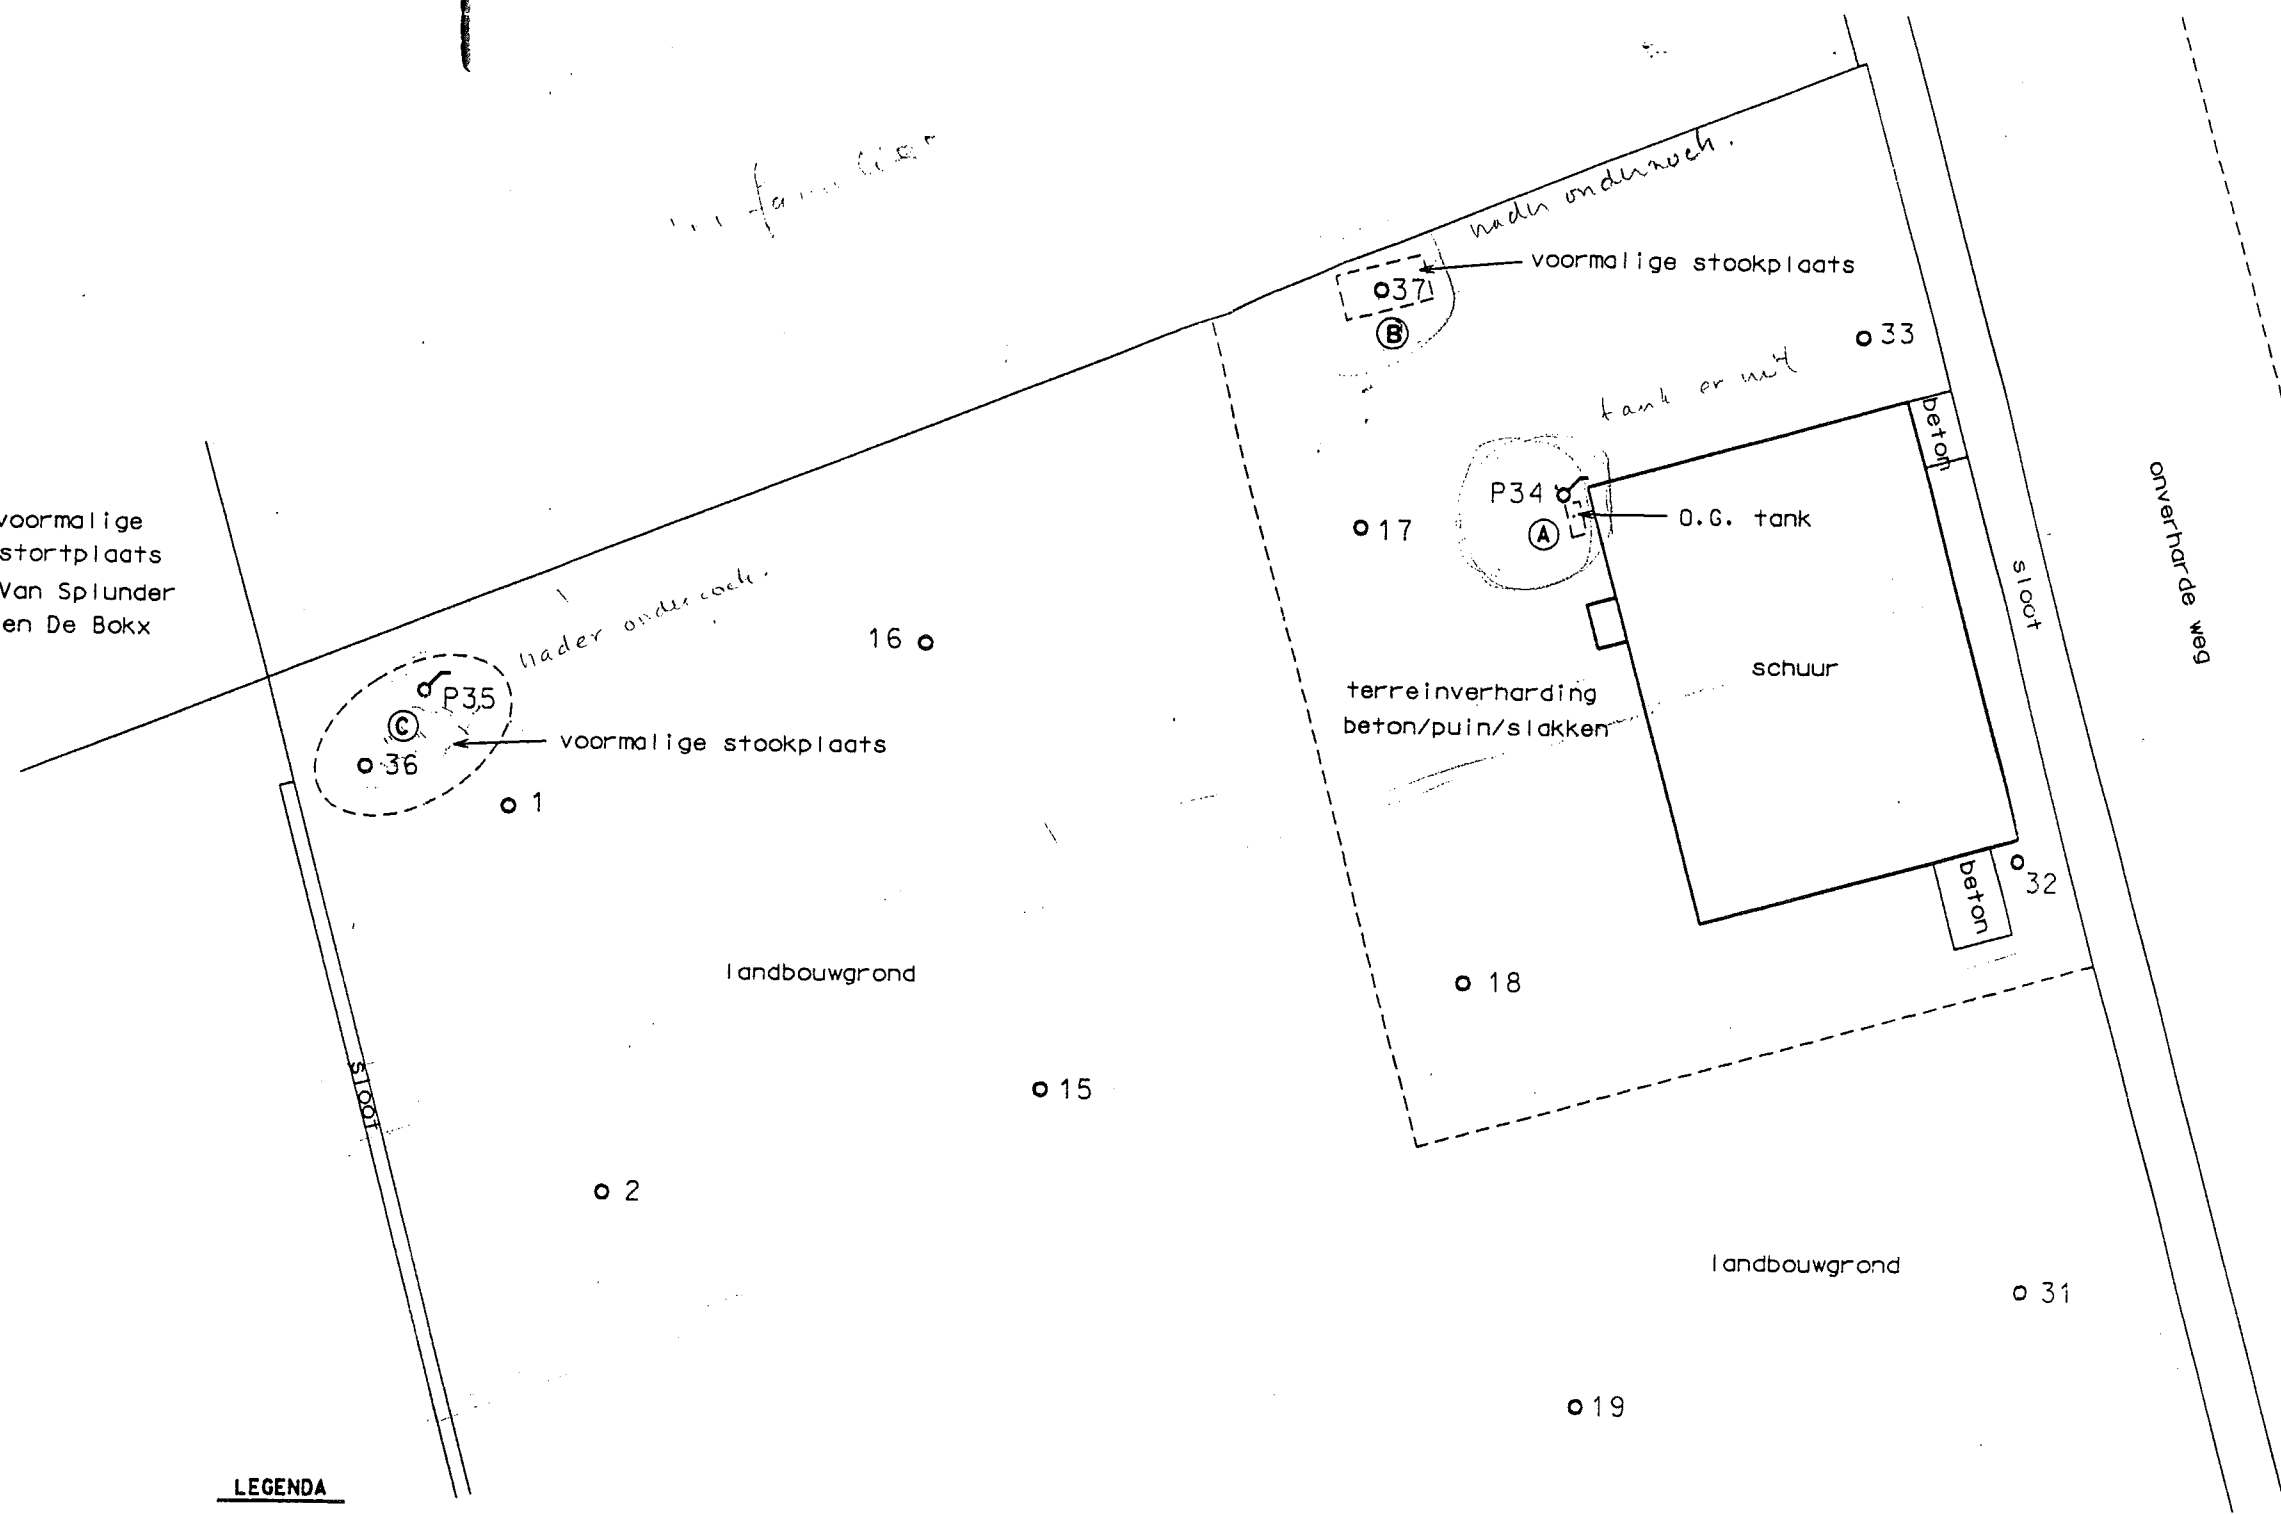 nader onderzoek.
voormalige stookplaats
37
B
33
tank er uit
beton
P34
A
O.G. tank
17
voormalige
stortplaats
Van Splunder
en De Bokx
onverharde weg
sloot
nader onderzoek.
16
schuur
P35
C
36
voormalige stookplaats
terreinverharding
beton/puin/slakken
1
32
beton
landbouwgrond
18
sloot
15
2
landbouwgrond
31
19
LEGENDA